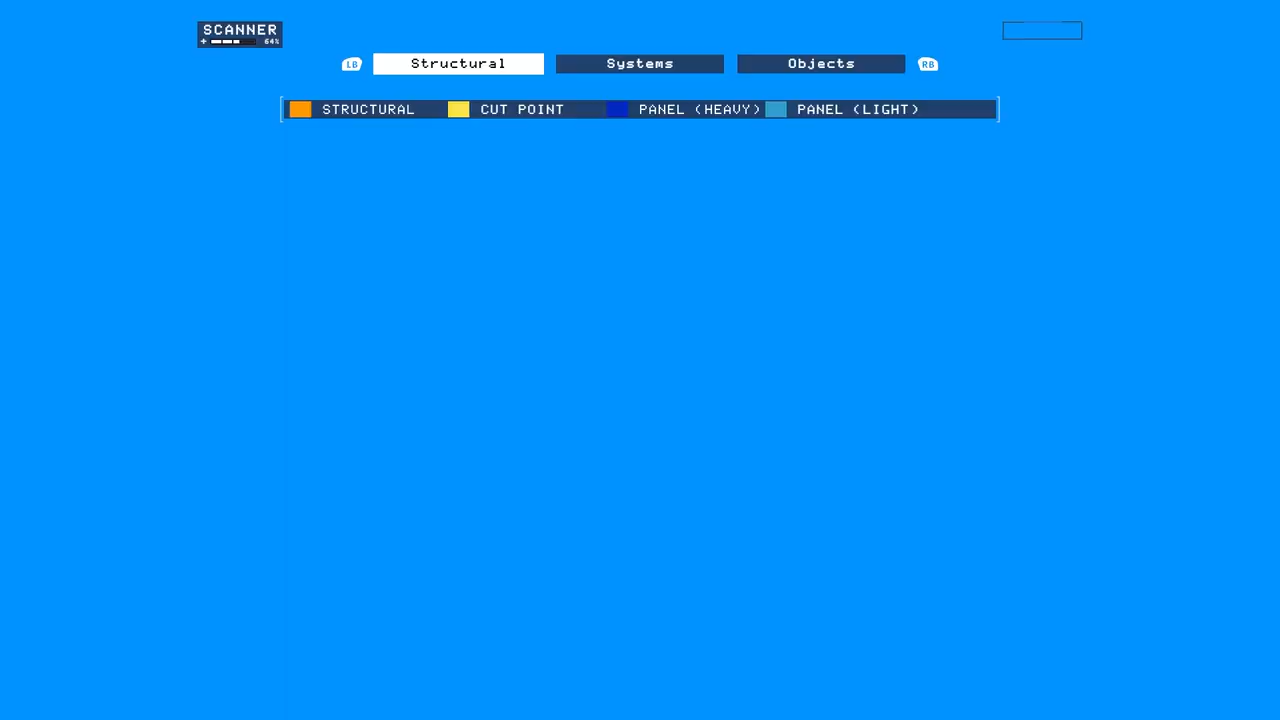 SCANNER
64%
LB Structural Systems Objects RB
STRUCTURAL CUT POINT PANEL (HEAVY) PANEL (LIGHT)